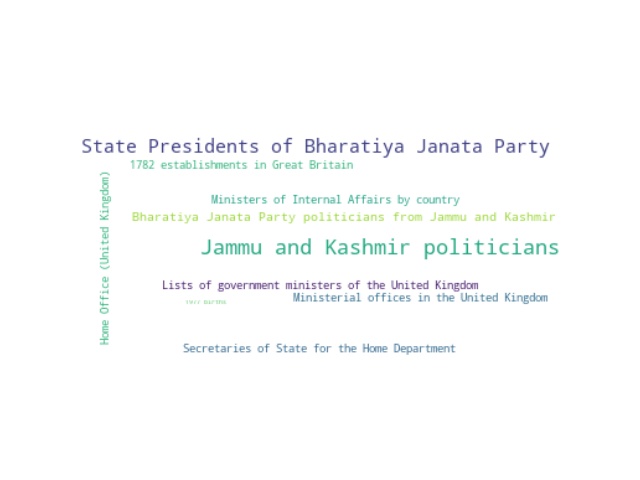 State Presidents of Bharatiya Janata Party
1782 establishments in Great Britain
Home Office (United Kingdom)
Ministers of Internal Affairs by country
Bharatiya Janata Party politicians from Jammu and Kashmir
Jammu and Kashmir politicians
Lists of government ministers of the United Kingdom
Ministerial offices in the United Kingdom
Secretaries of State for the Home Department